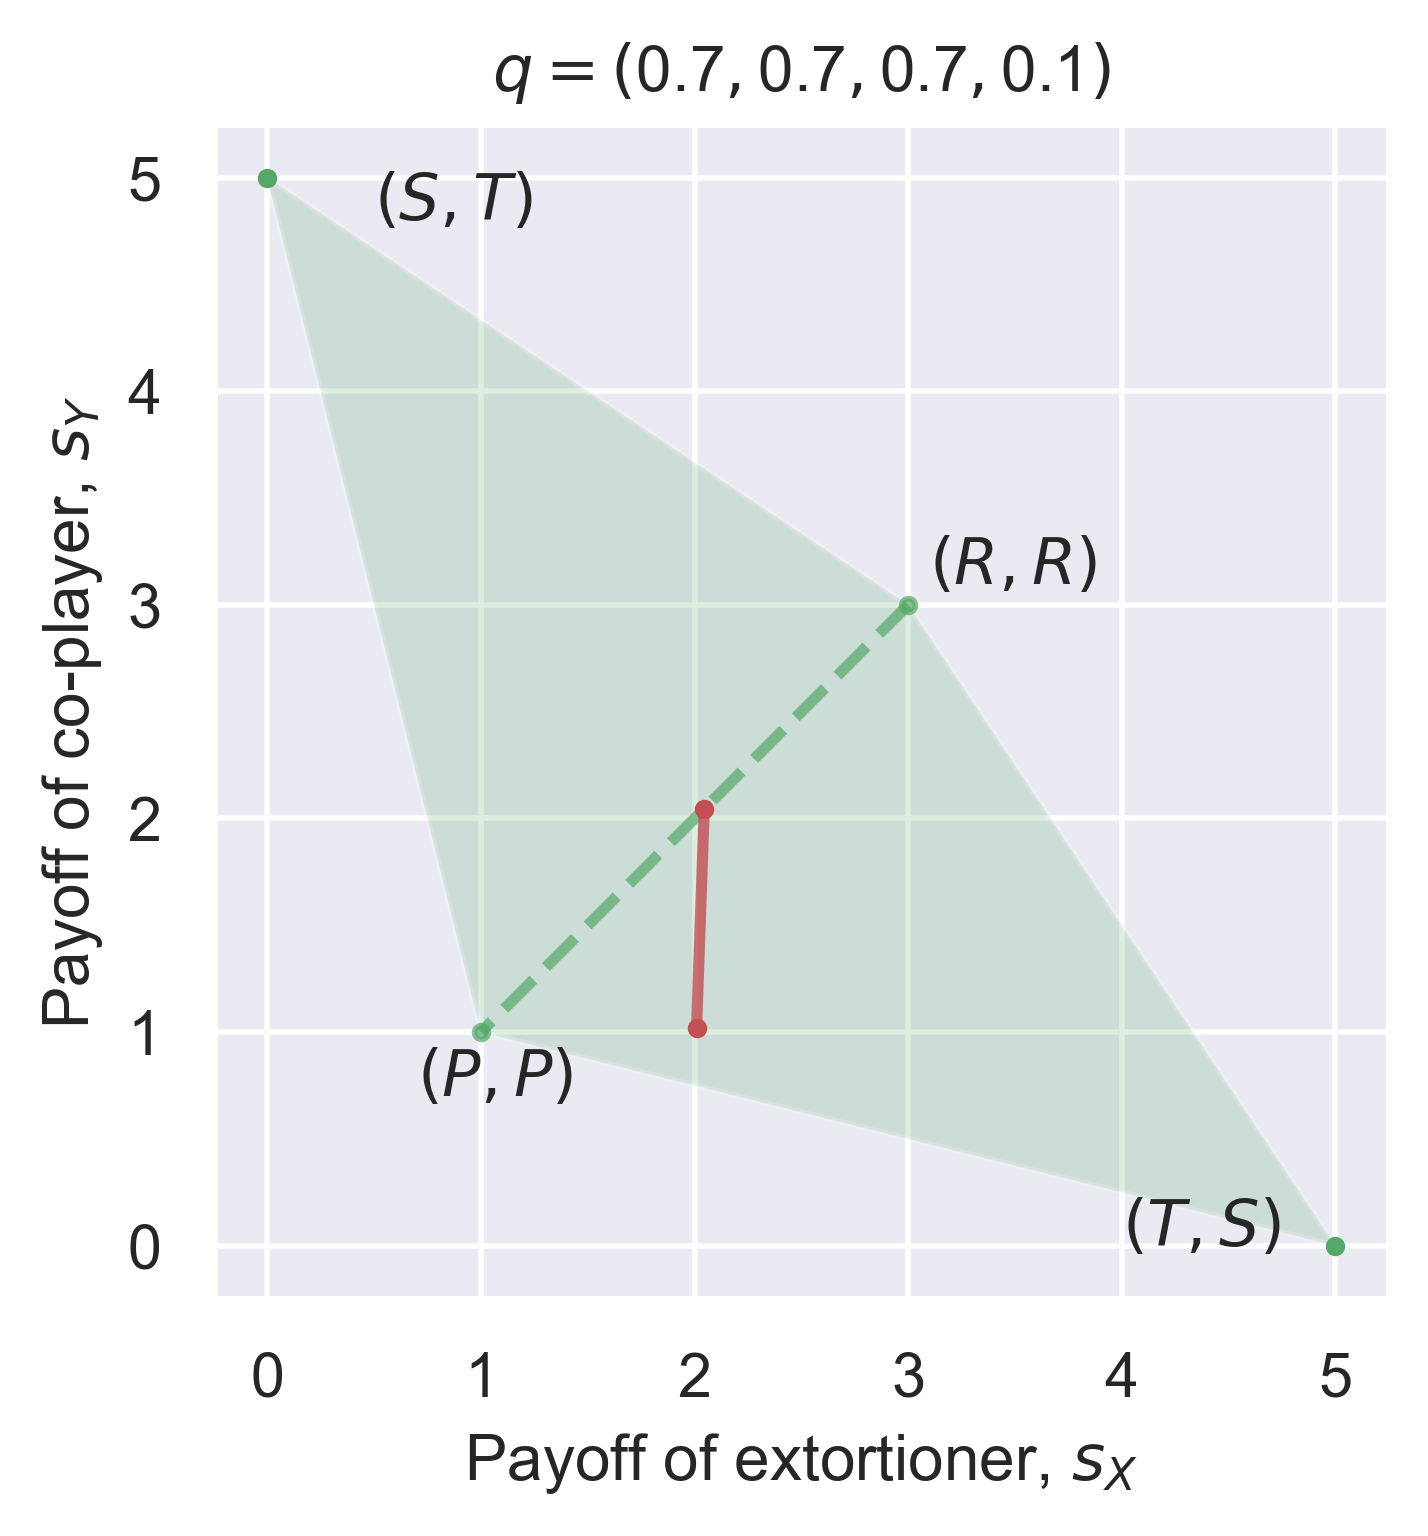 q = (0.7, 0.7, 0.7, 0.1)
5
(S, T)
4
(R, R)
3
2
1
(P, P)
(T, S)
0
0 1 2 3 4 5
Payoff of extortioner, s_X
Payoff of co-player, s_Y